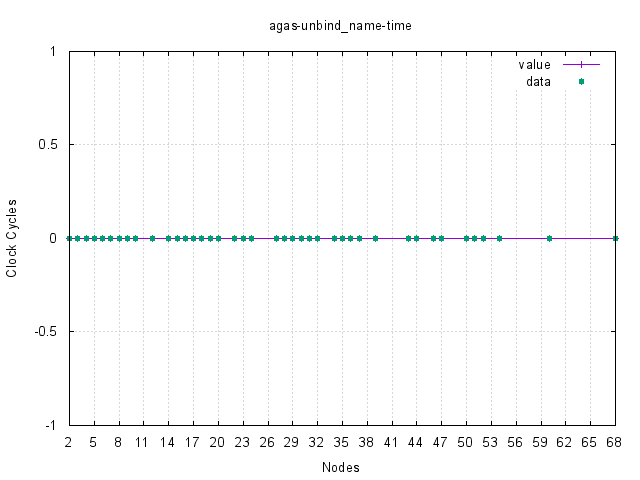 agas-unbind_name-time
value
data
1
0.5
0
-0.5
-1
Clock Cycles
2 5 8 11 14 17 20 23 26 29 32 35 38 41 44 47 50 53 56 59 62 65 68
Nodes